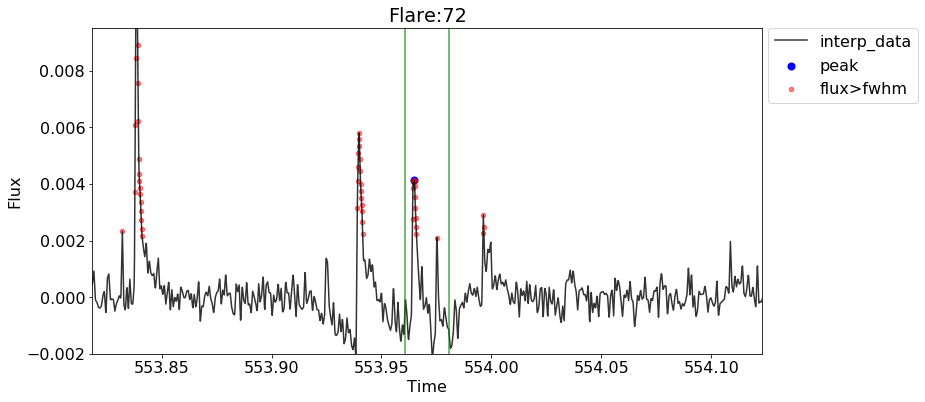 Flare:72
interp_data
peak
flux>fwhm
Flux
0.008
0.006
0.004
0.002
0.000
−0.002
553.85
553.90
553.95
554.00
554.05
554.10
Time